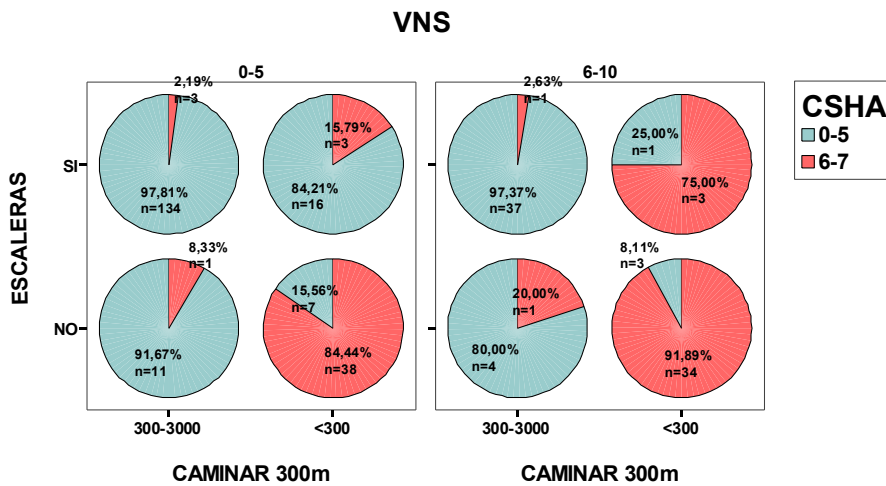 VNS
0-5
6-10
CSHA
0-5
6-7
ESCALERAS
SI
2,19%
n=3
97,81%
n=134
15,79%
n=3
84,21%
n=16
2,63%
n=1
97,37%
n=37
25,00%
n=1
75,00%
n=3
NO
8,33%
n=1
91,67%
n=11
15,56%
n=7
84,44%
n=38
20,00%
n=1
80,00%
n=4
8,11%
n=3
91,89%
n=34
300-3000
<300
300-3000
<300
CAMINAR 300m
CAMINAR 300m